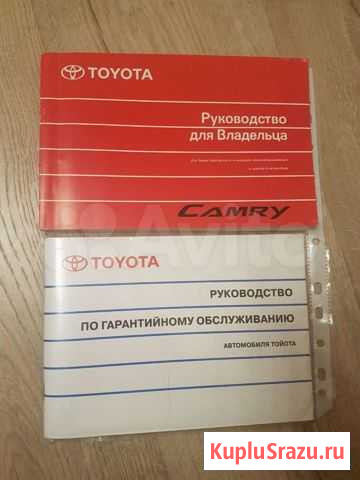 TOYOTA
Руководство
для Владельца
CAMRY
Avito
TOYOTA
РУКОВОДСТВО
ПО ГАРАНТИЙНОМУ ОБСЛУЖИВАНИЮ
АВТОМОБИЛЯ ТОЙОТА
KupluSrazu.ru